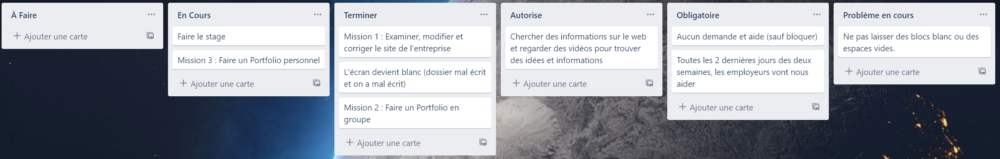 À Faire
Ajouter une carte
En Cours
Faire le stage
Mission 3 : Faire un Portfolio personnel
Ajouter une carte
Terminer
Mission 1 : Examiner, modifier et
corriger le site de l’entreprise
L'écran devient blanc (dossier mal écrit
et on a mal écrit)
Mission 2 : Faire un Portfolio en
groupe
Ajouter une carte
Autorise
Chercher des informations sur le web
et regarder des vidéos pour trouver
des idées et informations
Ajouter une carte
Obligatoire
Aucun demande et aide (sauf bloquer)
Toutes les 2 dernières jours des deux
semaines, les employeurs vont nous
aider
Ajouter une carte
Problème en cours
Ne pas laisser des blocs blanc ou des
espaces vides.
Ajouter une carte